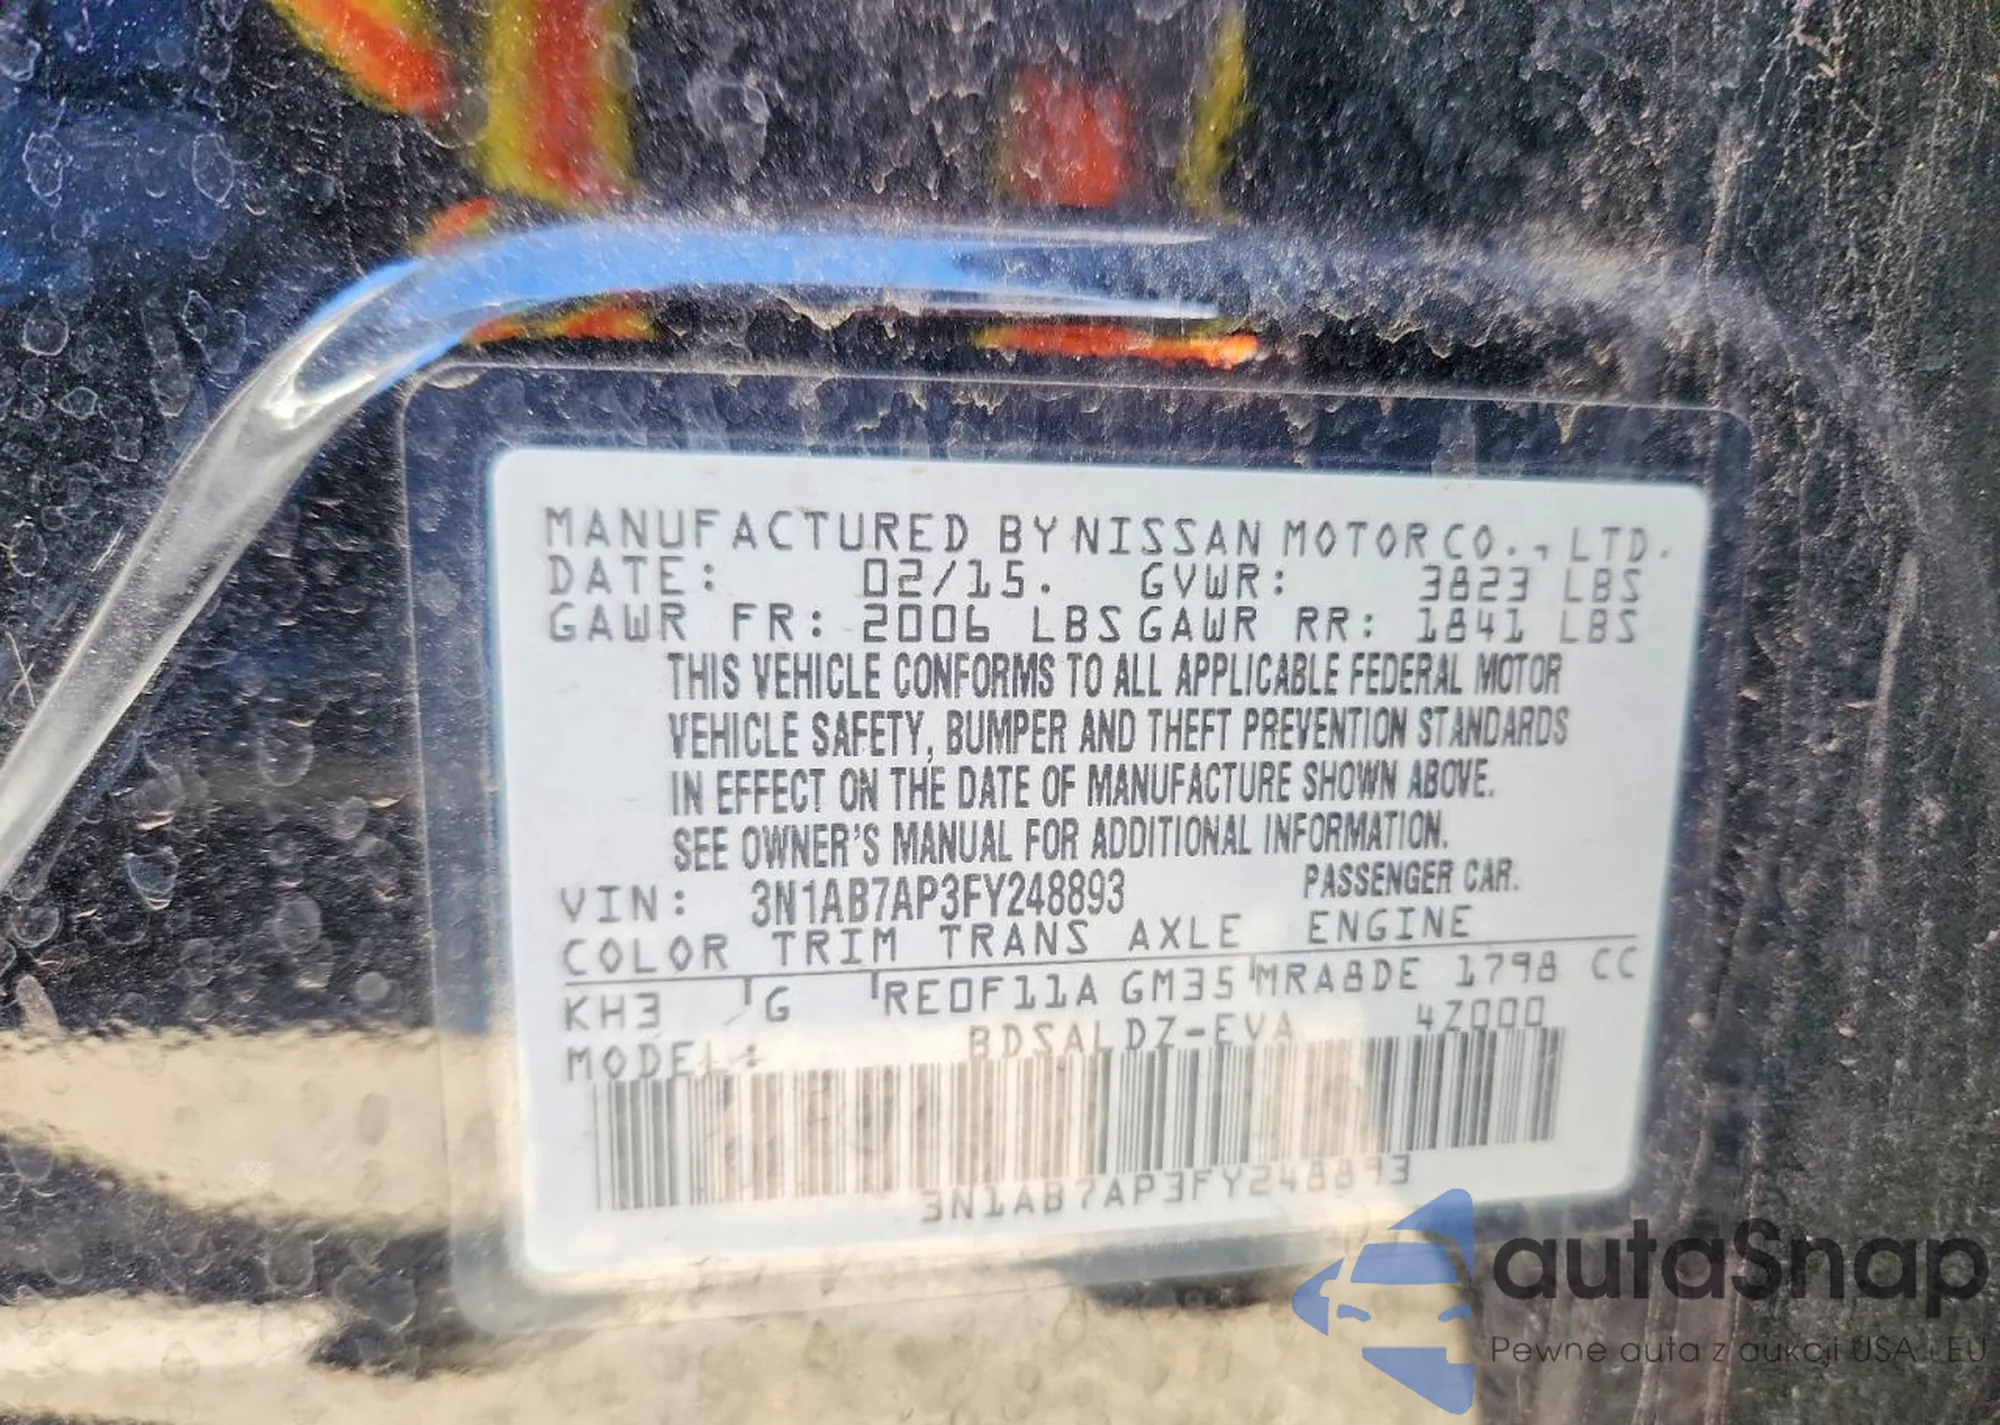 MANUFACTURED BY NISSAN MOTOR CO., LTD.
DATE: 02/15. GVWR: 3823 LBS
GAWR FR: 2006 LBS GAWR RR: 1841 LBS
THIS VEHICLE CONFORMS TO ALL APPLICABLE FEDERAL MOTOR
VEHICLE SAFETY, BUMPER AND THEFT PREVENTION STANDARDS
IN EFFECT ON THE DATE OF MANUFACTURE SHOWN ABOVE.
SEE OWNER'S MANUAL FOR ADDITIONAL INFORMATION.
VIN: 3N1AB7AP3FY248893 PASSENGER CAR.
COLOR TRIM TRANS AXLE ENGINE
KH3 G RE0F11A GM35 MRA8DE 1798 CC
MODEL: BDSALDZ-EVA 4Z000
3N1AB7AP3FY248893
autaSnap
Pewne auta z aukcji USA i EU